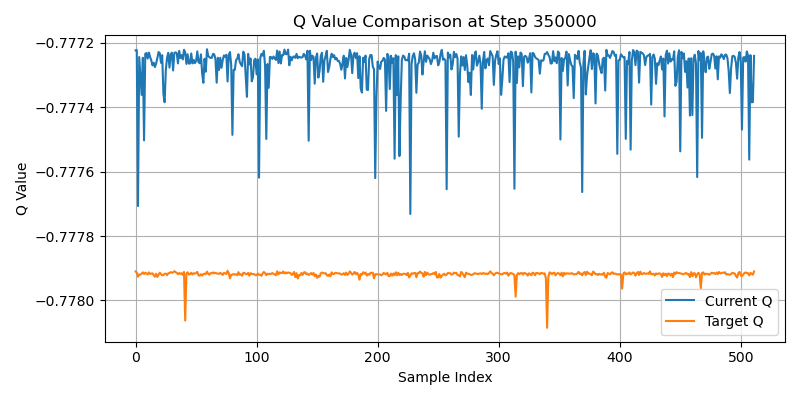 Q Value Comparison at Step 350000
Q Value
−0.7772
−0.7774
−0.7776
−0.7778
−0.7780
0
100
200
300
400
500
Sample Index
Current Q
Target Q